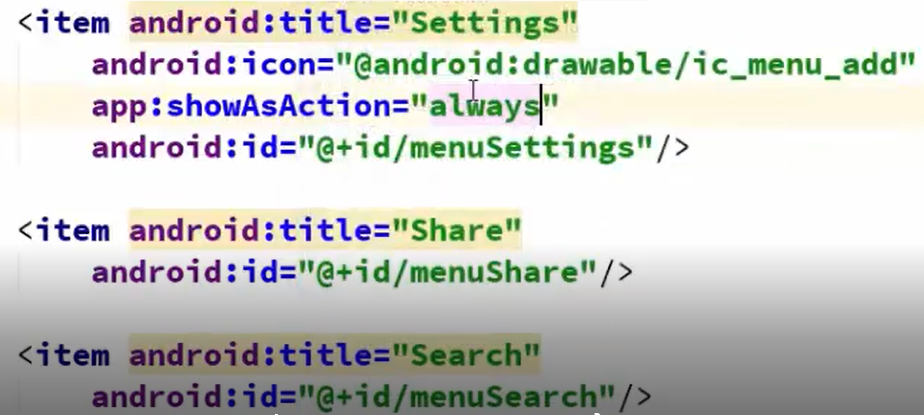 <item android:title="Settings"
android:icon="@android:drawable/ic_menu_add"
app:showAsAction="always"
android:id="@+id/menuSettings"/>
<item android:title="Share"
android:id="@+id/menuShare"/>
<item android:title="Search"
android:id="@+id/menuSearch"/>